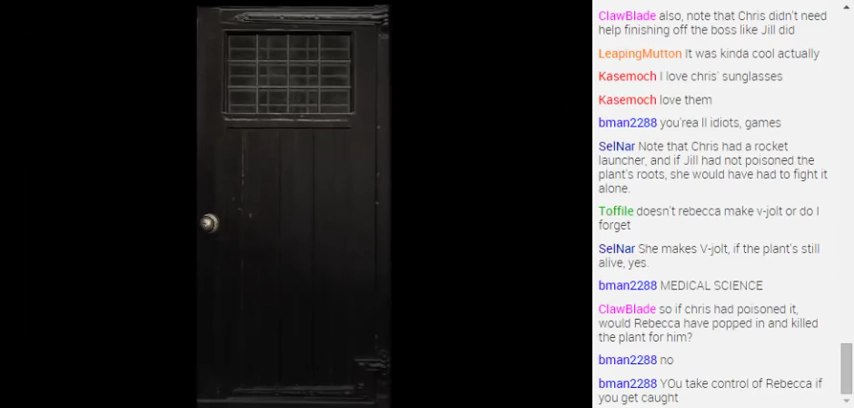 ClawBlade also, note that Chris didn't need
help finishing off the boss like Jill did
LeapingMutton It was kinda cool actually
Kasemoch I love chris' sunglasses
Kasemoch love them
bman2288 you'rea ll idiots, games
SelNar Note that Chris had a rocket
launcher, and if Jill had not poisoned the
plant's roots, she would have had to fight it
alone.
Toffile doesn't rebecca make v-jolt or do I
forget
SelNar She makes V-jolt, if the plant's still
alive, yes.
bman2288 MEDICAL SCIENCE
ClawBlade so if chris had poisoned it,
would Rebecca have popped in and killed
the plant for him?
bman2288 no
bman2288 YOu take control of Rebecca if
you get caught